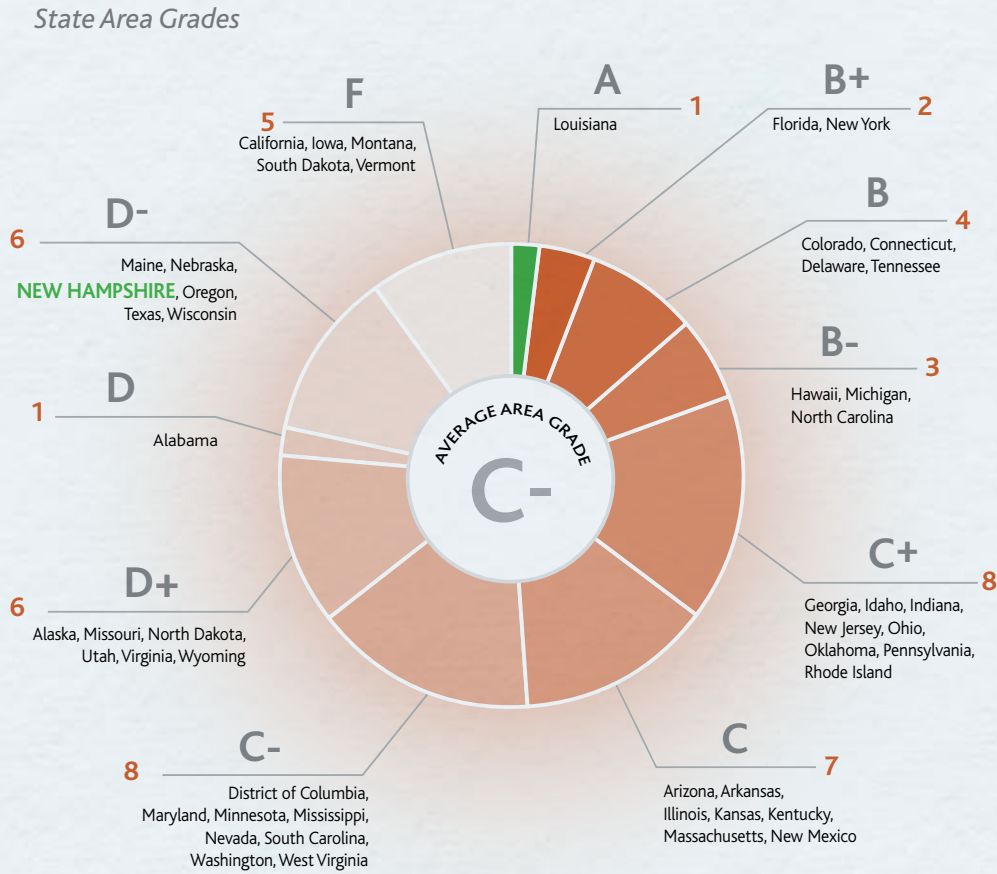 State Area Grades
A
1
Louisiana
B+
2
Florida, New York
B
4
Colorado, Connecticut,
Delaware, Tennessee
B-
3
Hawaii, Michigan,
North Carolina
C+
8
Georgia, Idaho, Indiana,
New Jersey, Ohio,
Oklahoma, Pennsylvania,
Rhode Island
C
7
Arizona, Arkansas,
Illinois, Kansas, Kentucky,
Massachusetts, New Mexico
C-
8
District of Columbia,
Maryland, Minnesota, Mississippi,
Nevada, South Carolina,
Washington, West Virginia
D+
6
Alaska, Missouri, North Dakota,
Utah, Virginia, Wyoming
D
1
Alabama
D-
6
Maine, Nebraska,
NEW HAMPSHIRE, Oregon,
Texas, Wisconsin
F
5
California, Iowa, Montana,
South Dakota, Vermont
AVERAGE AREA GRADE
C-